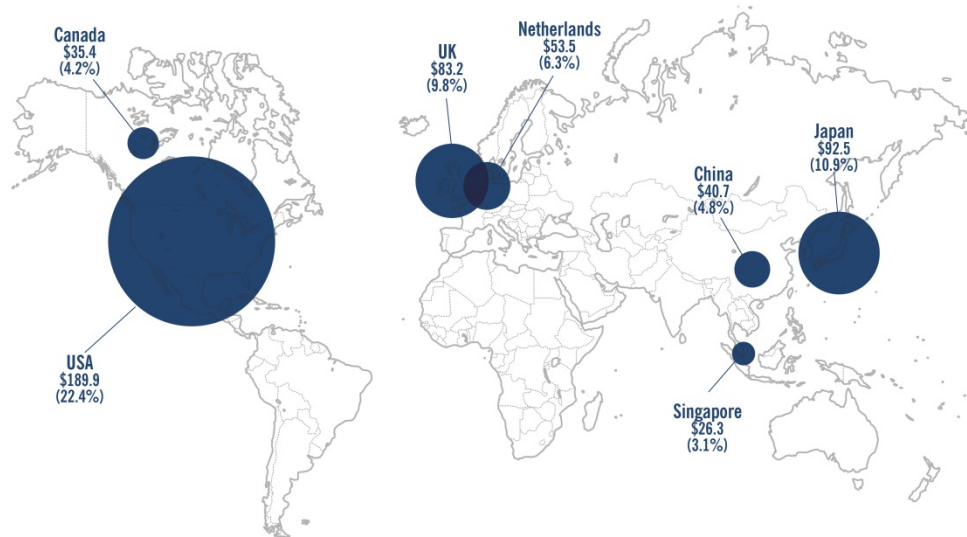 Canada
$35.4
(4.2%)
UK
$83.2
(9.8%)
Netherlands
$53.5
(6.3%)
Japan
$92.5
(10.9%)
China
$40.7
(4.8%)
USA
$189.9
(22.4%)
Singapore
$26.3
(3.1%)